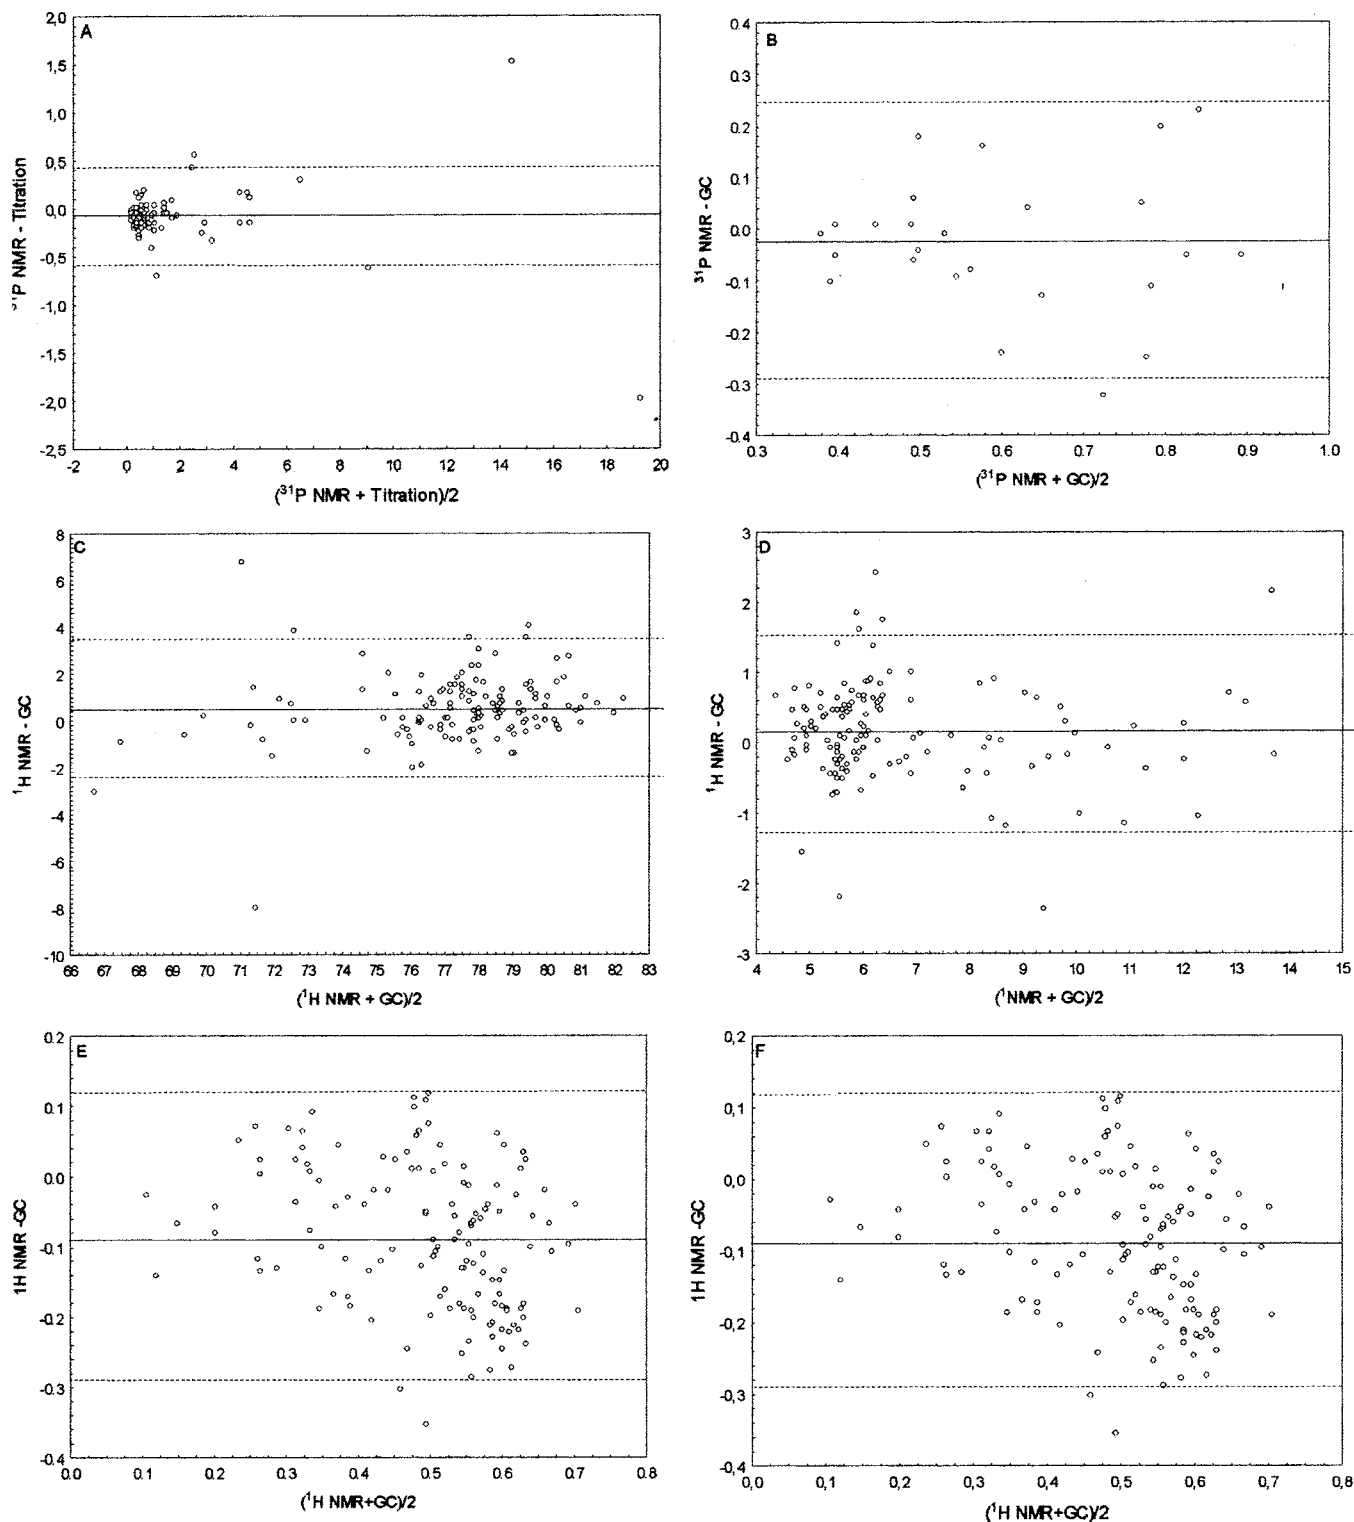 A
2,0
1,5
1,0
0,5
0,0
-0,5
-1,0
-1,5
-2,0
-2,5
-2 0 2 4 6 8 10 12 14 16 18 20
³¹P NMR - Titration
(³¹P NMR + Titration)/2
B
0.4
0.3
0.2
0.1
0.0
-0.1
-0.2
-0.3
-0.4
0.3 0.4 0.5 0.6 0.7 0.8 0.9 1.0
³¹P NMR - GC
(³¹P NMR + GC)/2
C
8
6
4
2
0
-2
-4
-6
-8
-10
66 67 68 69 70 71 72 73 74 75 76 77 78 79 80 81 82 83
¹H NMR - GC
(¹H NMR + GC)/2
D
3
2
1
0
-1
-2
-3
4 5 6 7 8 9 10 11 12 13 14 15
¹H NMR - GC
(¹NMR + GC)/2
E
0.2
0.1
0.0
-0.1
-0.2
-0.3
-0.4
0.0 0.1 0.2 0.3 0.4 0.5 0.6 0.7 0.8
1H NMR -GC
(¹H NMR+GC)/2
F
0,2
0,1
0,0
-0,1
-0,2
-0,3
-0,4
0,0 0,1 0,2 0,3 0,4 0,5 0,6 0,7 0,8
1H NMR -GC
(¹H NMR+GC)/2